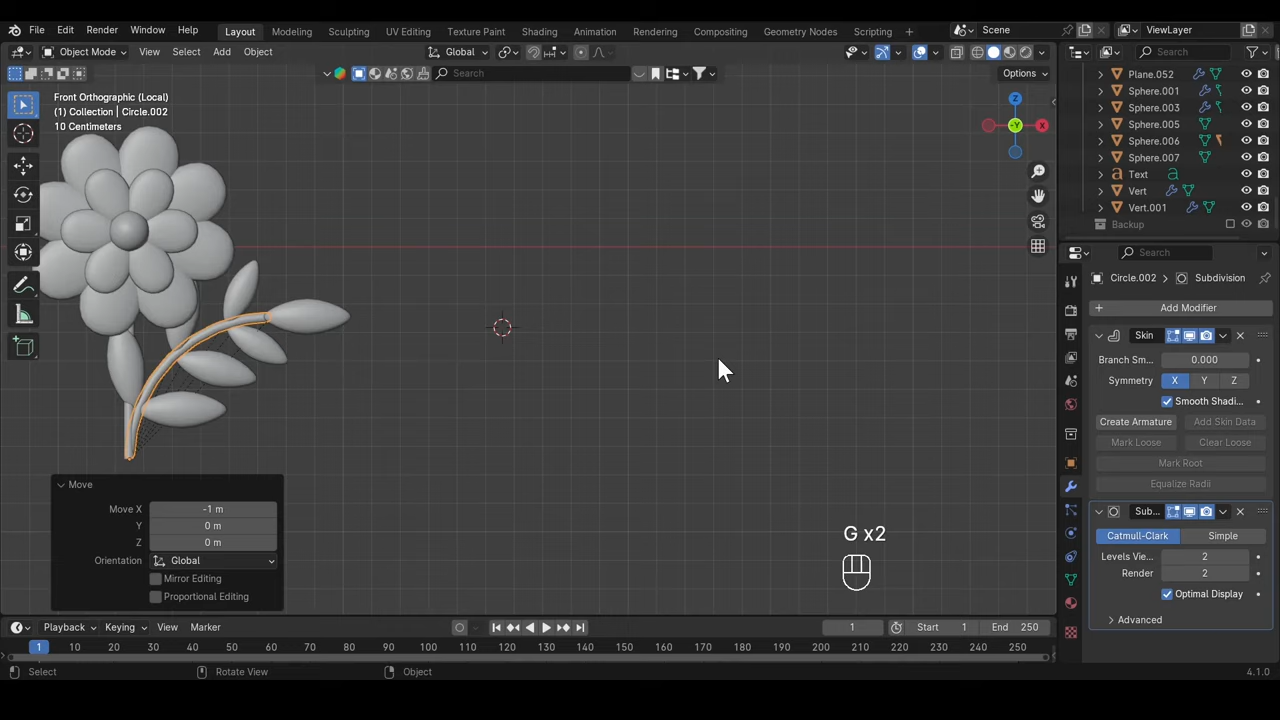 File Edit Render Window Help Layout Modeling Sculpting UV Editing Texture Paint Shading Animation Rendering Compositing Geometry Nodes Scripting + Scene ViewLayer
Object Mode View Select Add Object Global Search
Search Options
Front Orthographic (Local)
(1) Collection | Circle.002
10 Centimeters
Z
-Y
X
Plane.052
Sphere.001
Sphere.003
Sphere.005
Sphere.006
Sphere.007
Text
Vert
Vert.001
Backup
Search
Circle.002 > Subdivision
+ Add Modifier
Skin
Branch Sm... 0.000
Symmetry X Y Z
Smooth Shadi...
Create Armature Add Skin Data
Mark Loose Clear Loose
Mark Root
Equalize Radii
Sub...
Catmull-Clark Simple
Levels Vie... 2
Render 2
Optimal Display
Advanced
Move
Move X -1 m
Y 0 m
Z 0 m
Orientation Global
Mirror Editing
Proportional Editing
G x2
Playback Keying View Marker 1 Start 1 End 250
1 10 20 30 40 50 60 70 80 90 100 110 120 130 140 150 160 170 180 190 200 210 220 230 240 250
Select Rotate View Object 4.1.0